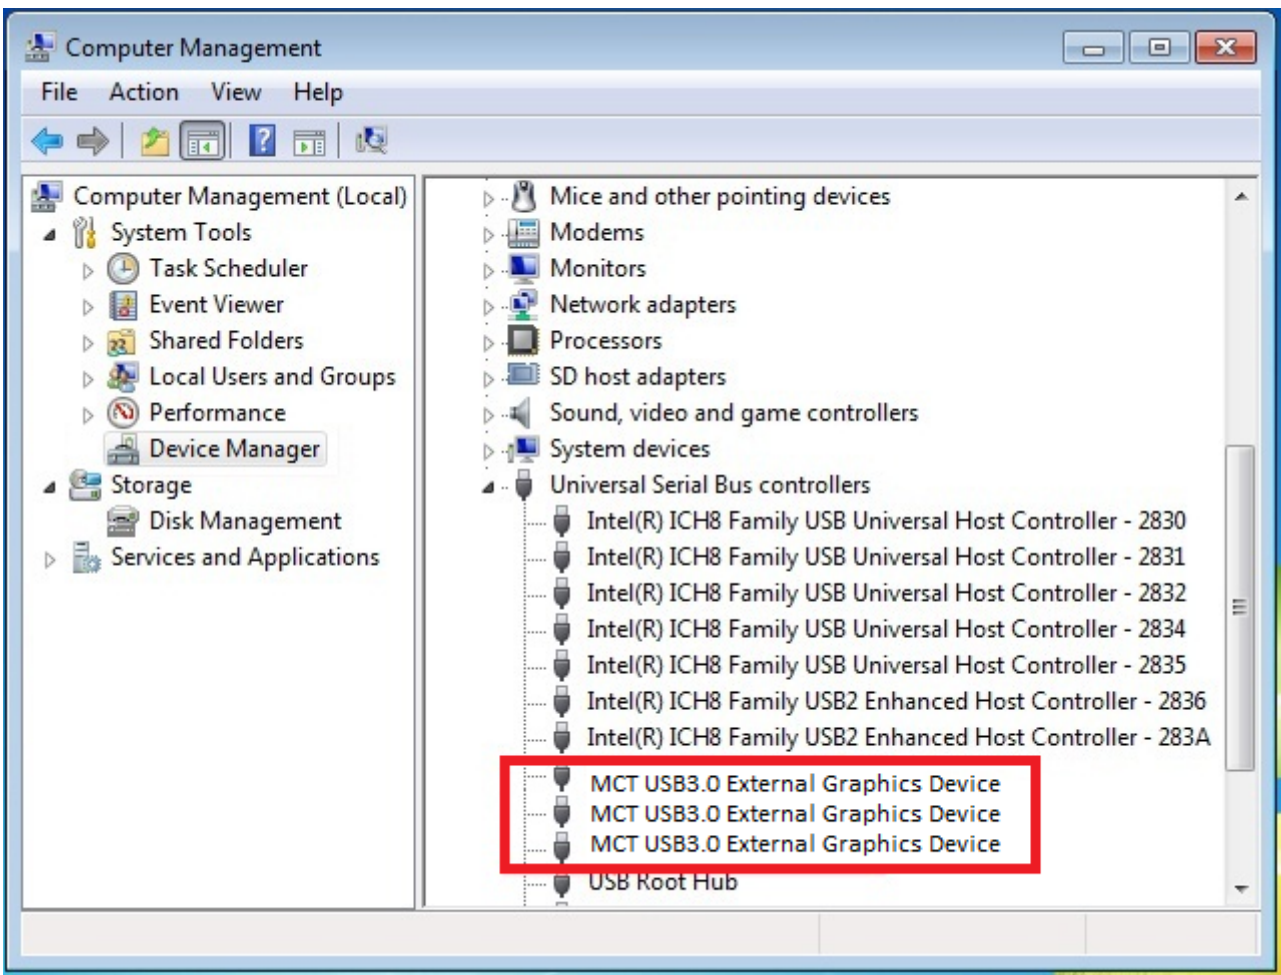 Computer Management
File Action View Help
Computer Management (Local)
System Tools
Task Scheduler
Event Viewer
Shared Folders
Local Users and Groups
Performance
Device Manager
Storage
Disk Management
Services and Applications
Mice and other pointing devices
Modems
Monitors
Network adapters
Processors
SD host adapters
Sound, video and game controllers
System devices
Universal Serial Bus controllers
Intel(R) ICH8 Family USB Universal Host Controller - 2830
Intel(R) ICH8 Family USB Universal Host Controller - 2831
Intel(R) ICH8 Family USB Universal Host Controller - 2832
Intel(R) ICH8 Family USB Universal Host Controller - 2834
Intel(R) ICH8 Family USB Universal Host Controller - 2835
Intel(R) ICH8 Family USB2 Enhanced Host Controller - 2836
Intel(R) ICH8 Family USB2 Enhanced Host Controller - 283A
MCT USB3.0 External Graphics Device
MCT USB3.0 External Graphics Device
MCT USB3.0 External Graphics Device
USB Root Hub